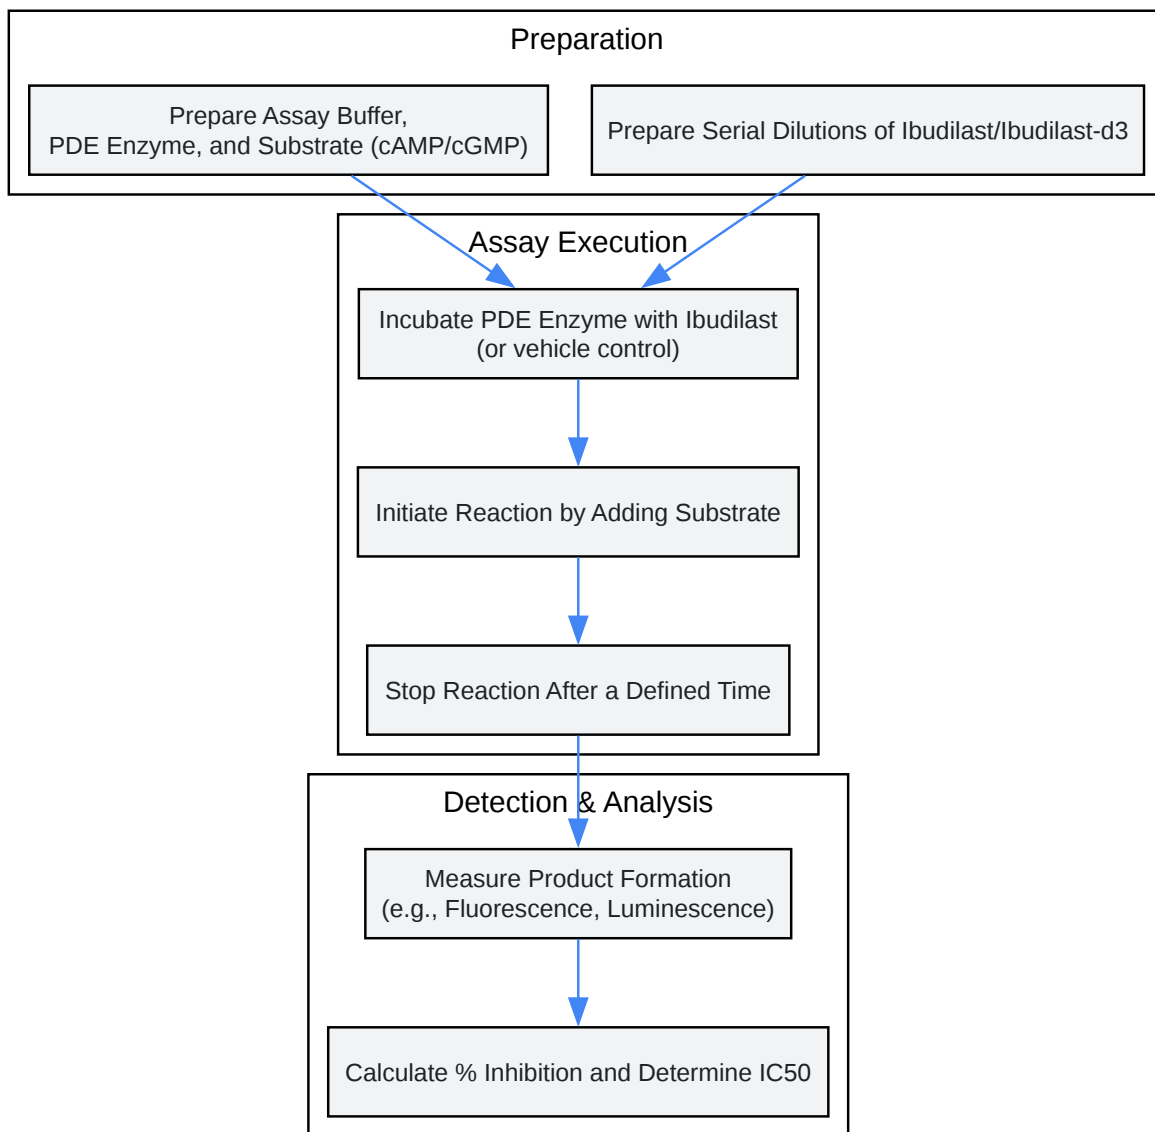 Preparation
Prepare Assay Buffer,
PDE Enzyme, and Substrate (cAMP/cGMP)
Prepare Serial Dilutions of Ibudilast/Ibudilast-d3
Assay Execution
Incubate PDE Enzyme with Ibudilast
(or vehicle control)
Initiate Reaction by Adding Substrate
Stop Reaction After a Defined Time
Detection & Analysis
Measure Product Formation
(e.g., Fluorescence, Luminescence)
Calculate % Inhibition and Determine IC50